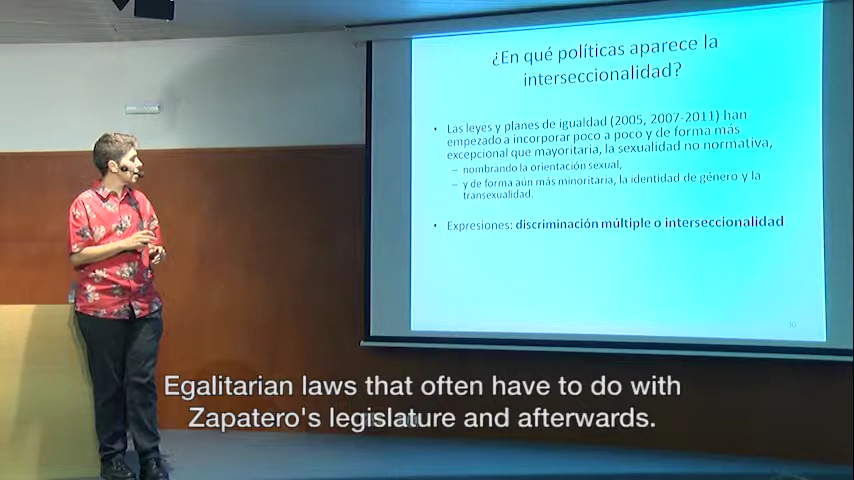 ¿En qué políticas aparece la
interseccionalidad?
• Las leyes y planes de igualdad (2005, 2007-2011) han
empezado a incorporar poco a poco y de forma más
excepcional que mayoritaria, la sexualidad no normativa,
– nombrando la orientación sexual,
– y de forma aún más minoritaria, la identidad de género y la
transexualidad.
• Expresiones: discriminación múltiple o interseccionalidad
10
Egalitarian laws that often have to do with
Zapatero's legislature and afterwards.